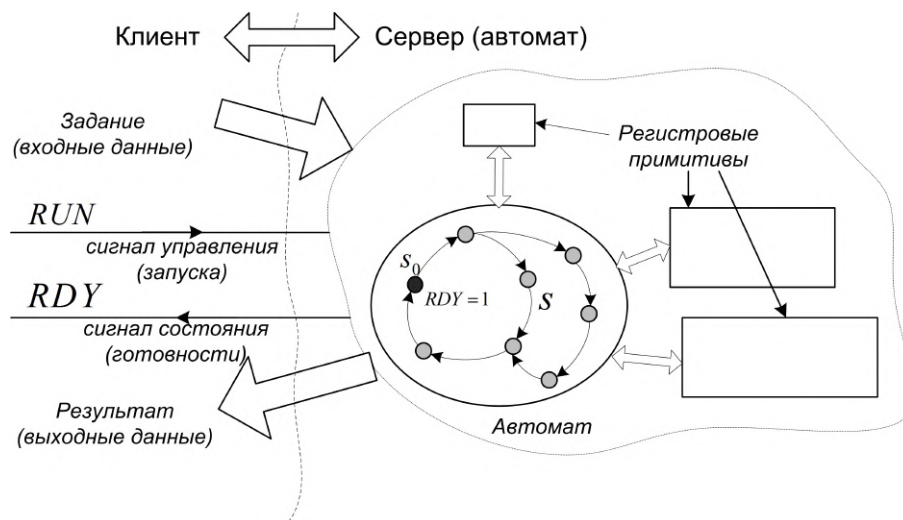 Клиент
Сервер (автомат)
Задание
(входные данные)
Регистровые
примитивы
RUN
сигнал управления
(запуска)
RDY
сигнал состояния
(готовности)
s₀
RDY = 1
S
Результат
(выходные данные)
Автомат